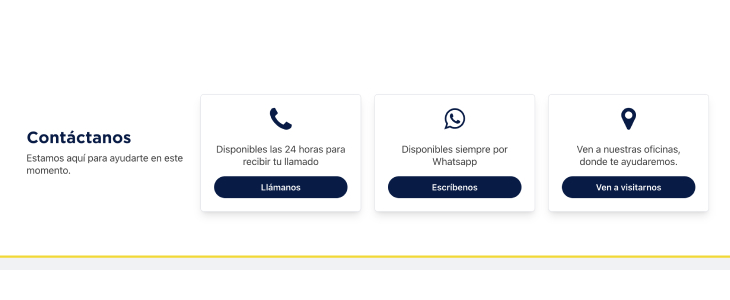 Contáctanos
Estamos aquí para ayudarte en este
momento.
Disponibles las 24 horas para
recibir tu llamado
Llámanos
Disponibles siempre por
Whatsapp
Escríbenos
Ven a nuestras oficinas,
donde te ayudaremos.
Ven a visitarnos